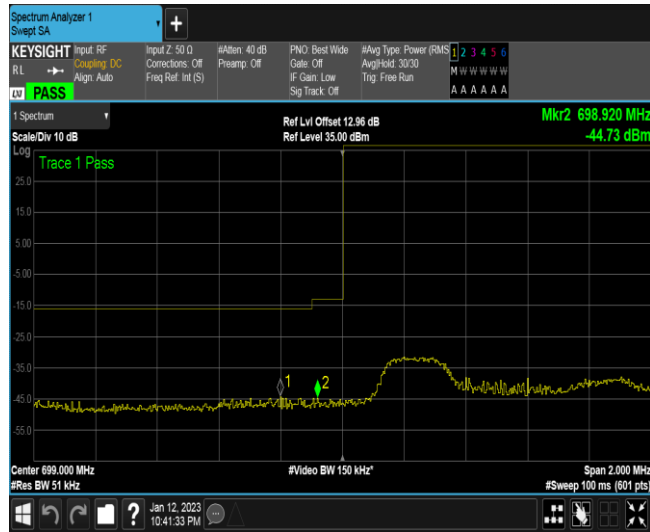 Spectrum Analyzer 1
Swept SA
KEYSIGHT
RL
LXI PASS
Input: RF
Coupling: DC
Align: Auto
Input Z: 50 Ω
Corrections: Off
Freq Ref: Int (S)
#Atten: 40 dB
Preamp: Off
PNO: Best Wide
Gate: Off
IF Gain: Low
Sig Track: Off
#Avg Type: Power (RMS
Avg|Hold: 30/30
Trig: Free Run
1 2 3 4 5 6
M W W W W W
A A A A A A
1 Spectrum
Scale/Div 10 dB
Log
Ref Lvl Offset 12.96 dB
Ref Level 35.00 dBm
Mkr2 698.920 MHz
-44.73 dBm
Trace 1 Pass
25.0
15.0
5.00
-5.00
-15.0
-25.0
-35.0
-45.0
-55.0
1
2
Center 699.000 MHz
#Res BW 51 kHz
#Video BW 150 kHz*
Span 2.000 MHz
#Sweep 100 ms (601 pts)
?
Jan 12, 2023
10:41:33 PM